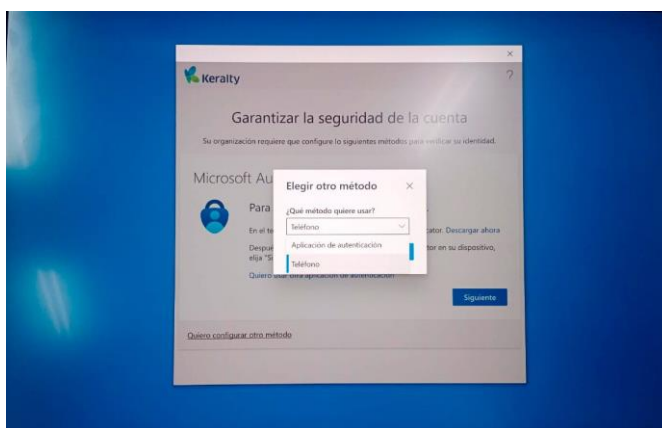 Keralty
?
Garantizar la seguridad de la cuenta
Su organización requiere que configure lo siguientes métodos para verificar su identidad.
Microsoft Au
Elegir otro método
¿Qué método quiere usar?
Teléfono
Aplicación de autenticación
Teléfono
Para
En el te
cator. Descargar ahora
Despué
tor en su dispositivo,
elija "Si
Quiero usar otra aplicación de autenticación
Siguiente
Quiero configurar otro método